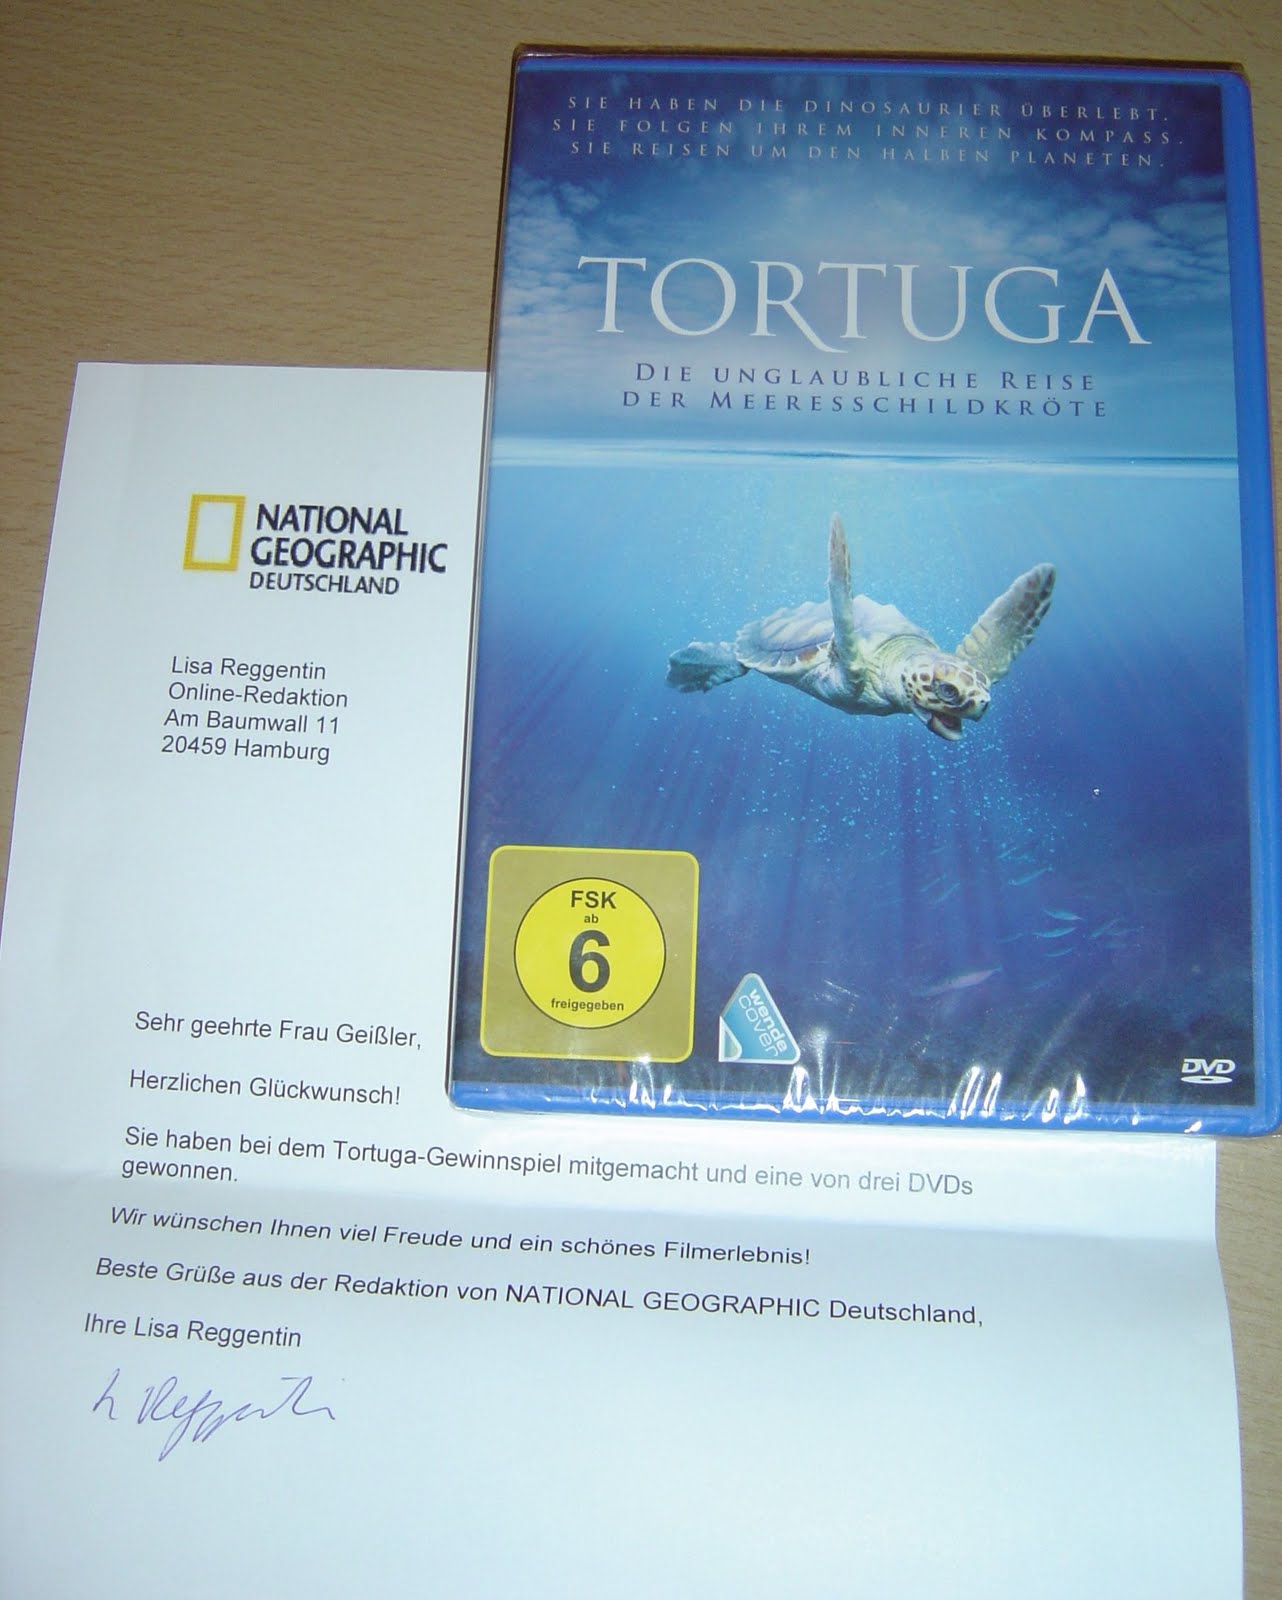 SIE HABEN DIE DINOSAURIER ÜBERLEBT.
SIE FOLGEN IHREM INNEREN KOMPASS.
SIE REISEN UM DEN HALBEN PLANETEN.
TORTUGA
DIE UNGLAUBLICHE REISE
DER MEERESSCHILDKRÖTE
FSK
ab
6
freigegeben
wende
cover
DVD
NATIONAL
GEOGRAPHIC
DEUTSCHLAND
Lisa Reggentin
Online-Redaktion
Am Baumwall 11
20459 Hamburg
Sehr geehrte Frau Geißler,
Herzlichen Glückwunsch!
Sie haben bei dem Tortuga-Gewinnspiel mitgemacht und eine von drei DVDs
gewonnen.
Wir wünschen Ihnen viel Freude und ein schönes Filmerlebnis!
Beste Grüße aus der Redaktion von NATIONAL GEOGRAPHIC Deutschland,
Ihre Lisa Reggentin
L Reggentin